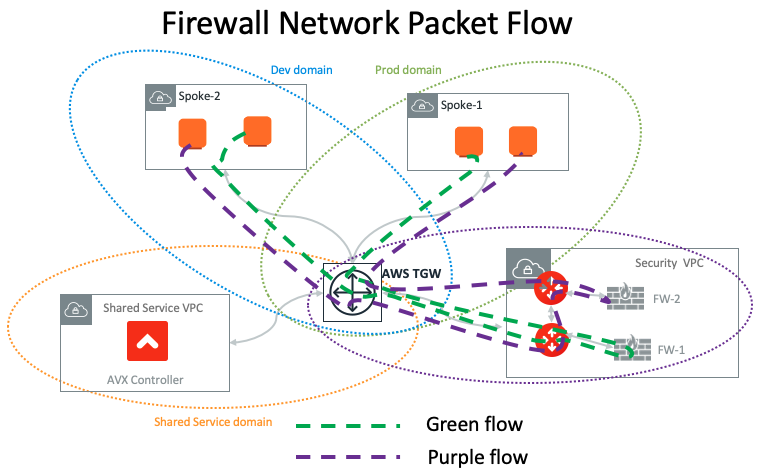 Firewall Network Packet Flow
Dev domain
Prod domain
Spoke-2
Spoke-1
AWS TGW
Security VPC
FW-2
Shared Service VPC
FW-1
AVX Controller
Shared Service domain
Green flow
Purple flow